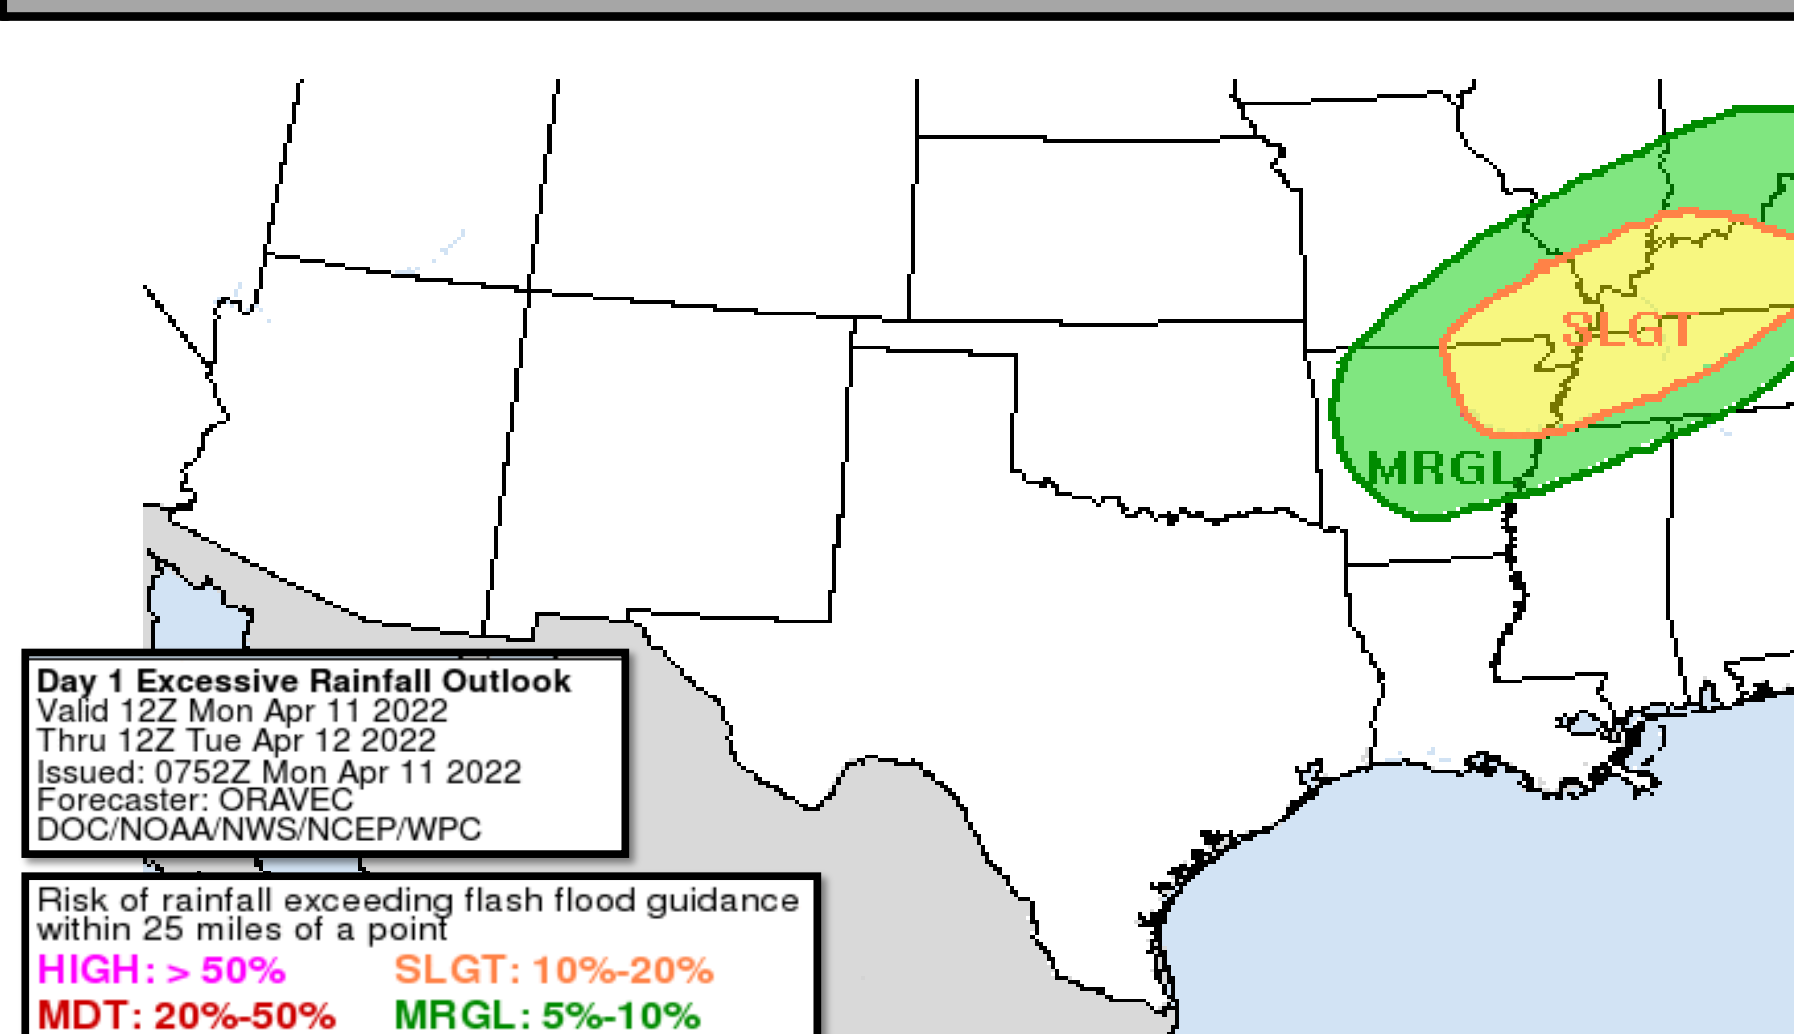 SLGT
MRGL
Day 1 Excessive Rainfall Outlook
Valid 12Z Mon Apr 11 2022
Thru 12Z Tue Apr 12 2022
Issued: 0752Z Mon Apr 11 2022
Forecaster: ORAVEC
DOC/NOAA/NWS/NCEP/WPC
Risk of rainfall exceeding flash flood guidance
within 25 miles of a point
HIGH: > 50% SLGT: 10%-20%
MDT: 20%-50% MRGL: 5%-10%